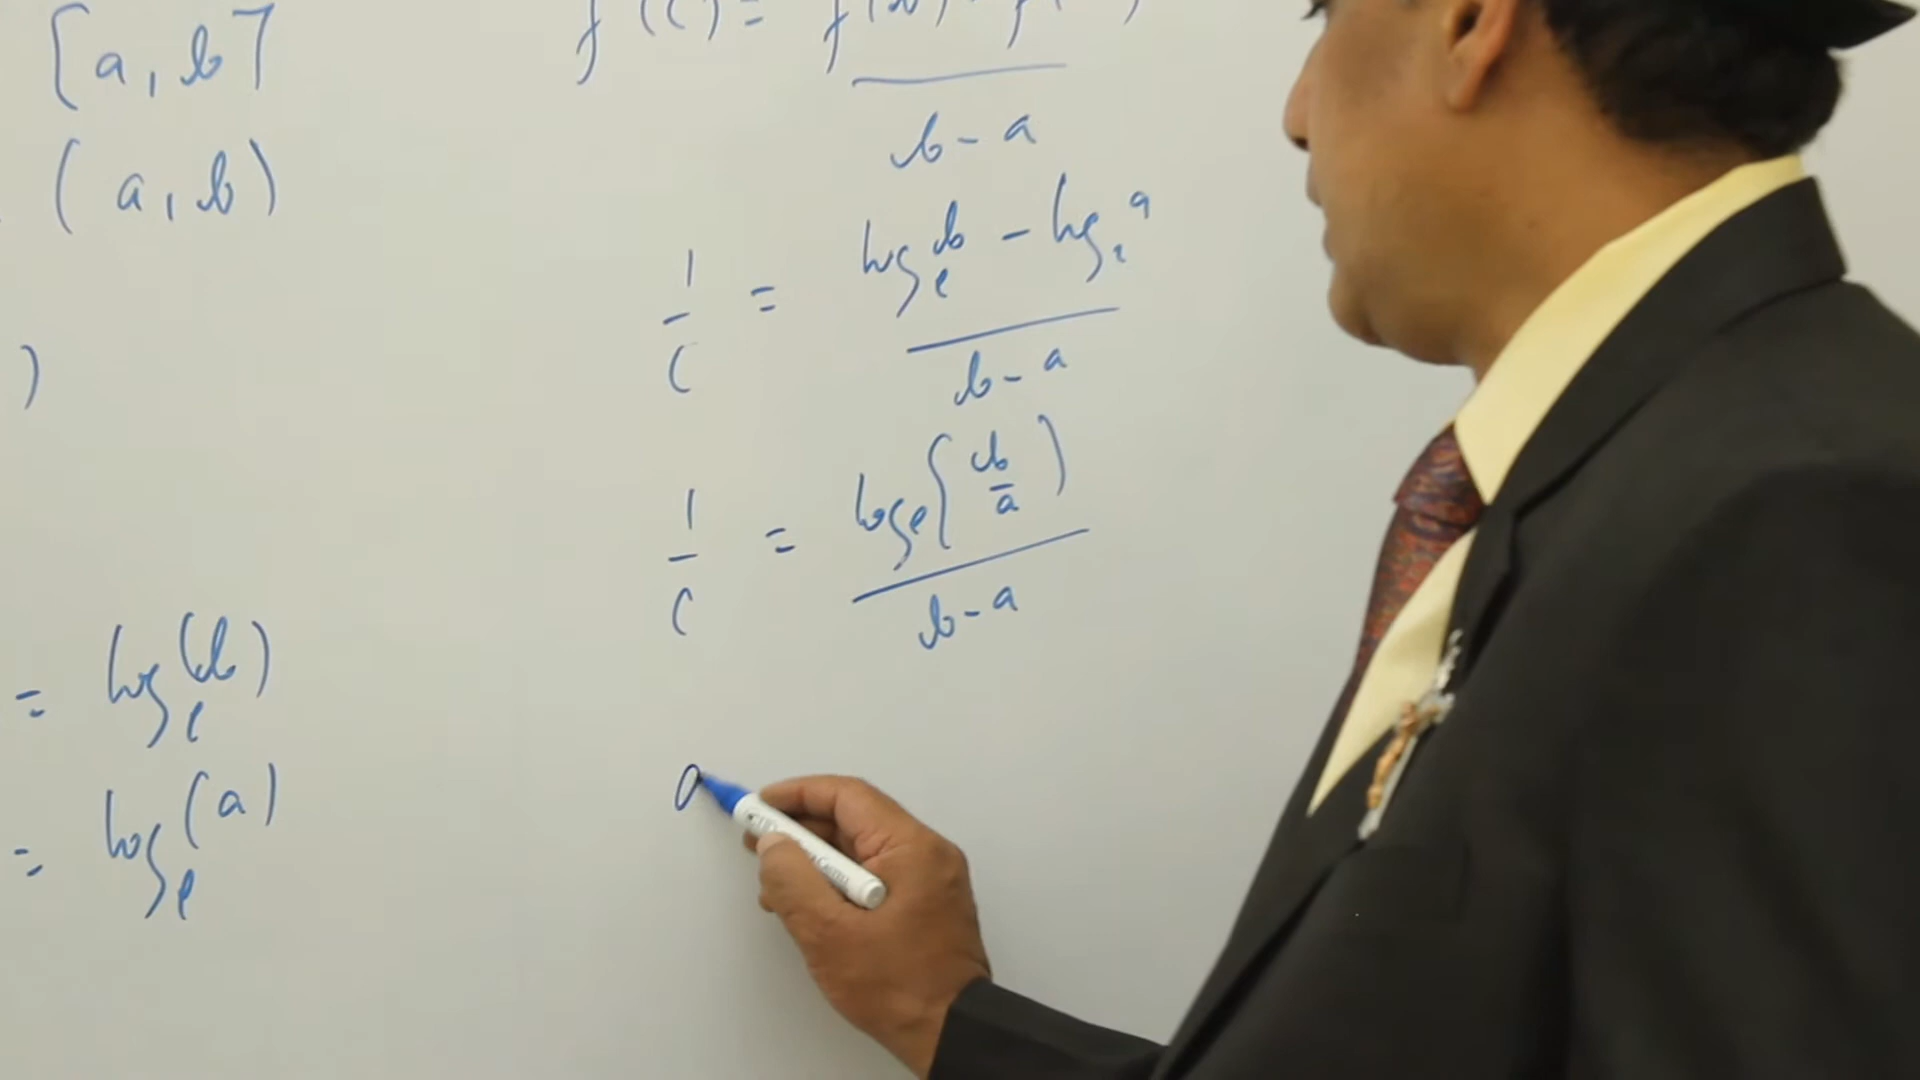 [a, b]
(a, b)
)
= log_e(b)
= log_e(a)
f'(c) = f(b) - f(
b - a
1/c = (log_e b - log_e a)/(b - a)
1/c = log_e(b/a)/(b - a)
a